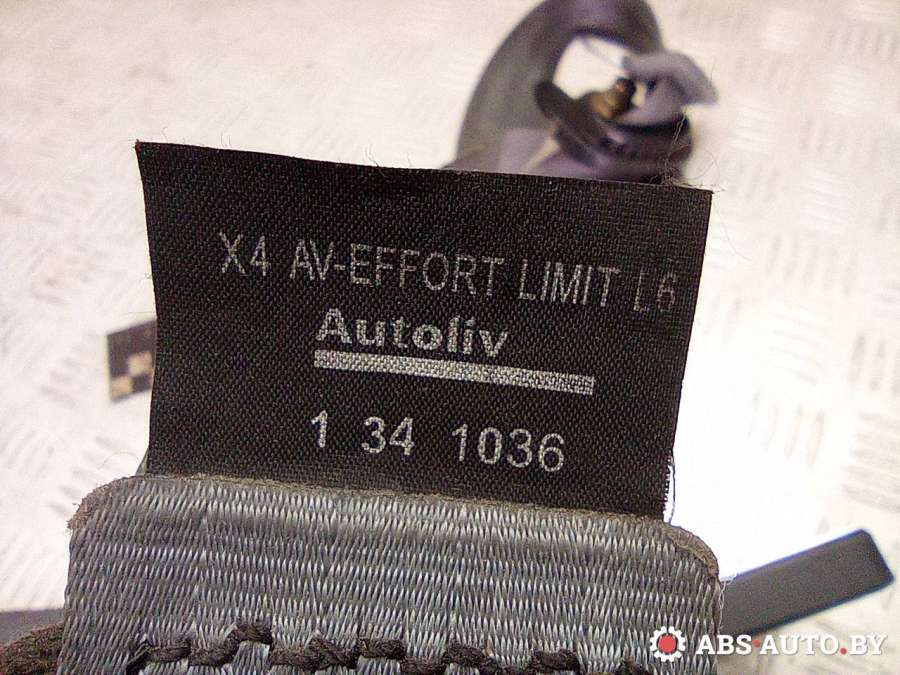 X4 AV-EFFORT LIMIT L6
Autoliv
1 34 1036
ABS-AUTO.BY